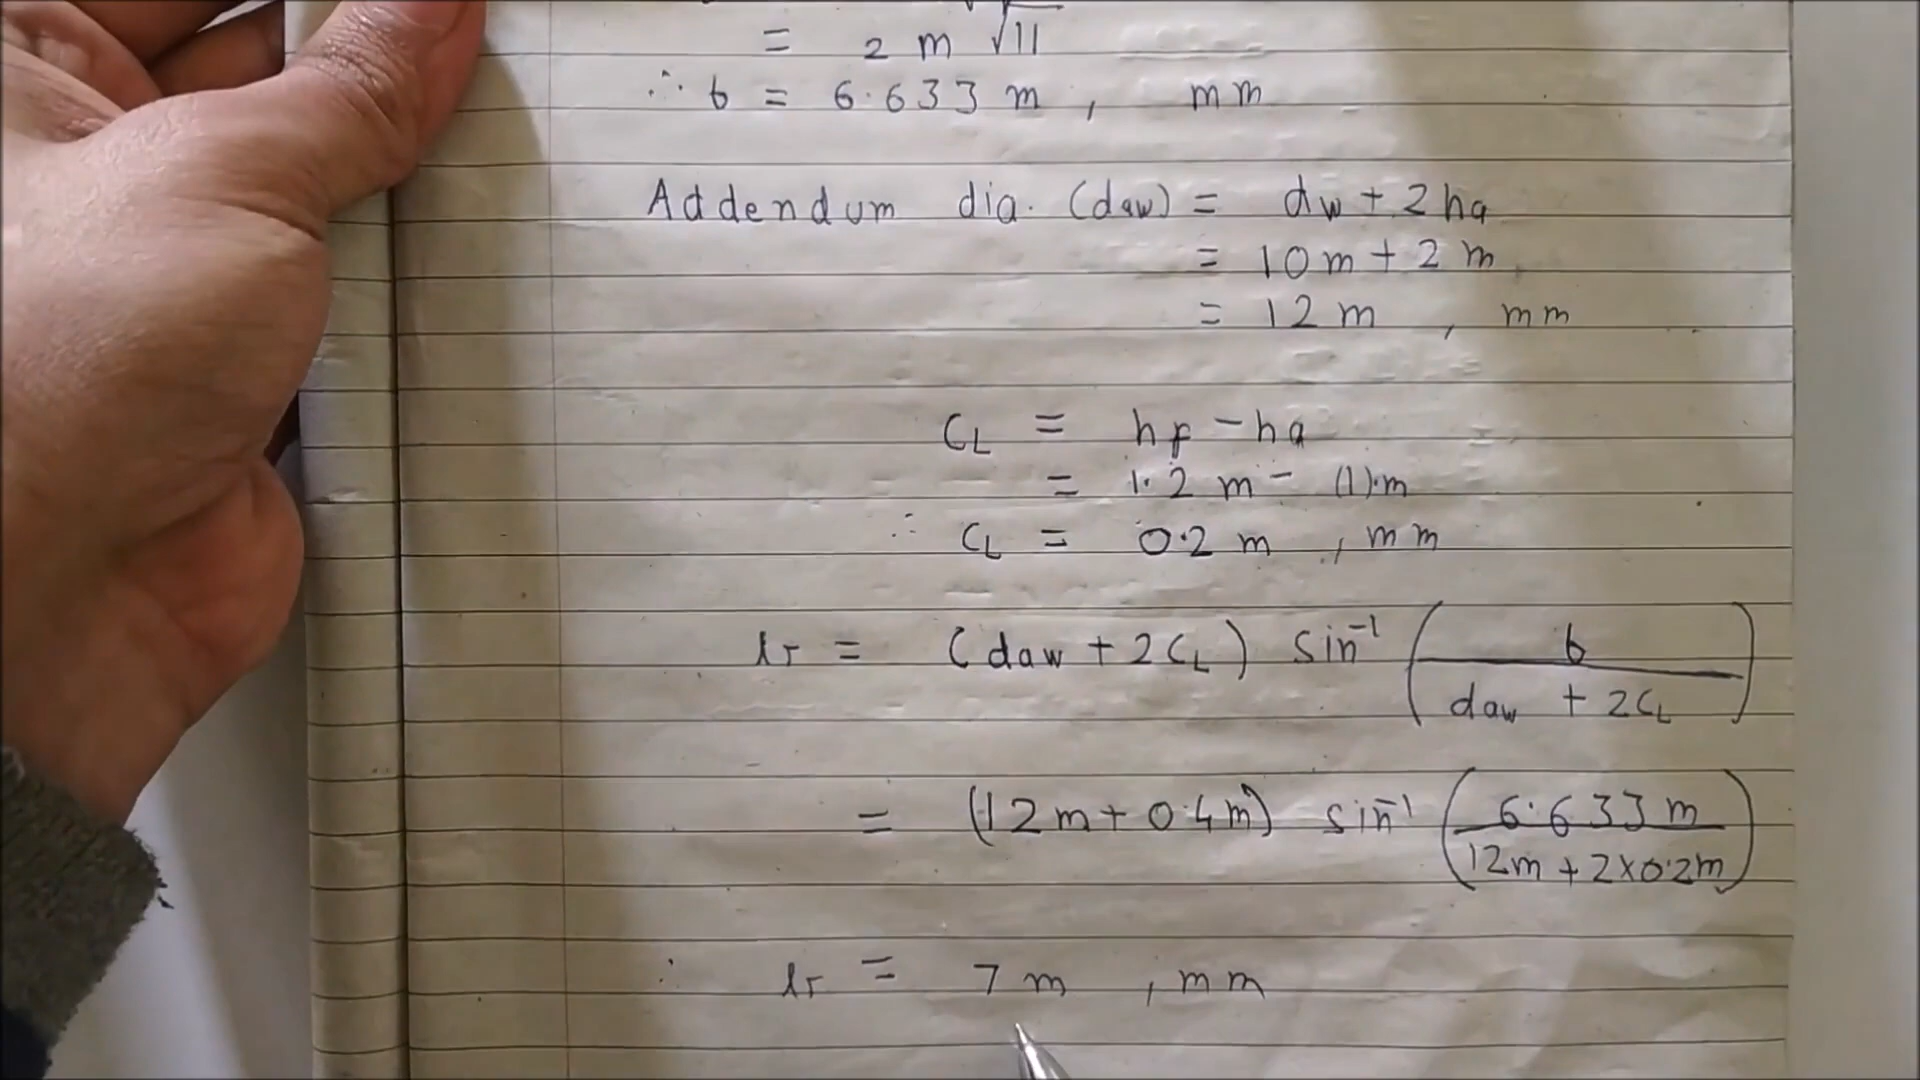 = 2 m √11
∴ b = 6.633 m , mm
Addendum dia. (daw) = dw + 2ha
= 10m + 2 m
= 12 m , mm
CL = hf - ha
= 1.2 m - (1).m
∴ CL = 0.2 m , mm
lr = (daw + 2CL) sin⁻¹ (b / daw + 2CL)
= (12m + 0.4m) sin⁻¹ (6.633 m / 12m + 2x0.2m)
∴ lr = 7 m , mm